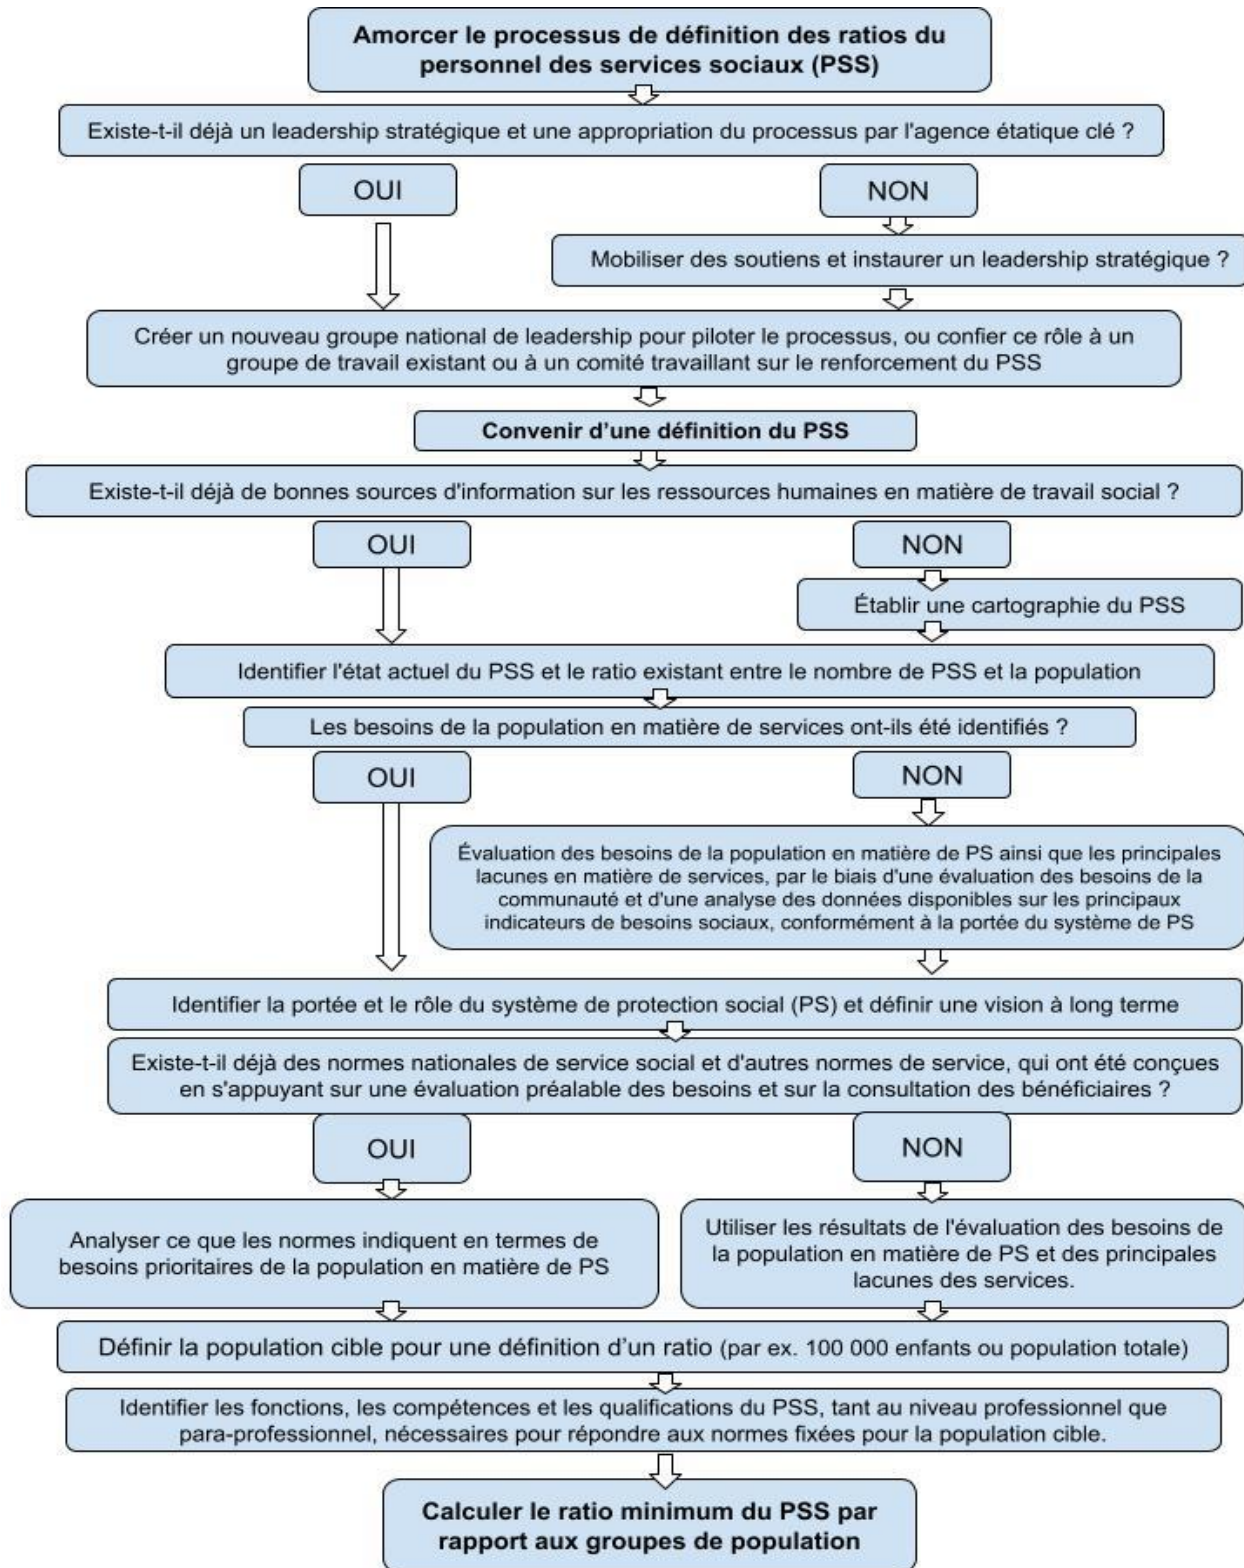 Amorcer le processus de définition des ratios du
personnel des services sociaux (PSS)
Existe-t-il déjà un leadership stratégique et une appropriation du processus par l'agence étatique clé ?
OUI
NON
Mobiliser des soutiens et instaurer un leadership stratégique ?
Créer un nouveau groupe national de leadership pour piloter le processus, ou confier ce rôle à un
groupe de travail existant ou à un comité travaillant sur le renforcement du PSS
Convenir d'une définition du PSS
Existe-t-il déjà de bonnes sources d'information sur les ressources humaines en matière de travail social ?
OUI
NON
Établir une cartographie du PSS
Identifier l'état actuel du PSS et le ratio existant entre le nombre de PSS et la population
Les besoins de la population en matière de services ont-ils été identifiés ?
OUI
NON
Évaluation des besoins de la population en matière de PS ainsi que les principales
lacunes en matière de services, par le biais d'une évaluation des besoins de la
communauté et d'une analyse des données disponibles sur les principaux
indicateurs de besoins sociaux, conformément à la portée du système de PS
Identifier la portée et le rôle du système de protection social (PS) et définir une vision à long terme
Existe-t-il déjà des normes nationales de service social et d'autres normes de service, qui ont été conçues
en s'appuyant sur une évaluation préalable des besoins et sur la consultation des bénéficiaires ?
OUI
NON
Analyser ce que les normes indiquent en termes de
besoins prioritaires de la population en matière de PS
Utiliser les résultats de l'évaluation des besoins de
la population en matière de PS et des principales
lacunes des services.
Définir la population cible pour une définition d'un ratio (par ex. 100 000 enfants ou population totale)
Identifier les fonctions, les compétences et les qualifications du PSS, tant au niveau professionnel que
para-professionnel, nécessaires pour répondre aux normes fixées pour la population cible.
Calculer le ratio minimum du PSS par
rapport aux groupes de population